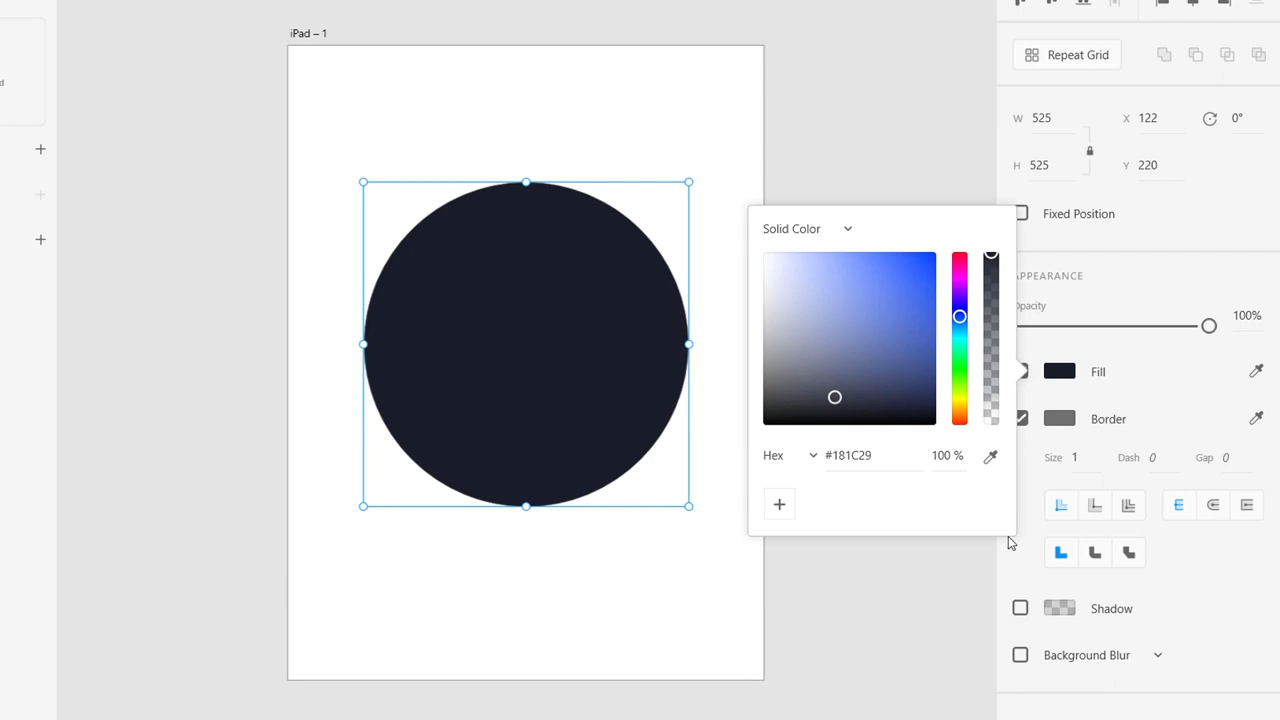 iPad – 1
d
Repeat Grid
W 525 X 122 0°
H 525 Y 220
Fixed Position
Solid Color
APPEARANCE
Opacity
100%
Fill
Border
Hex #181C29 100 %
Size 1 Dash 0 Gap 0
Shadow
Background Blur